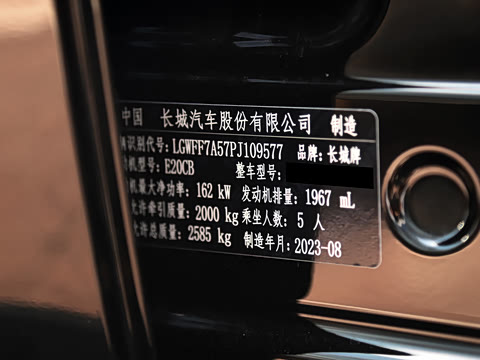 中国 长城汽车股份有限公司 制造
识别代号:LGWFF7A57PJ109577 品牌:长城牌
机型号:E20CB 整车型号:
机最大净功率:162 kW 发动机排量:1967 mL
允许牵引质量:2000 kg 乘坐人数:5 人
允许总质量:2585 kg 制造年月:2023-08